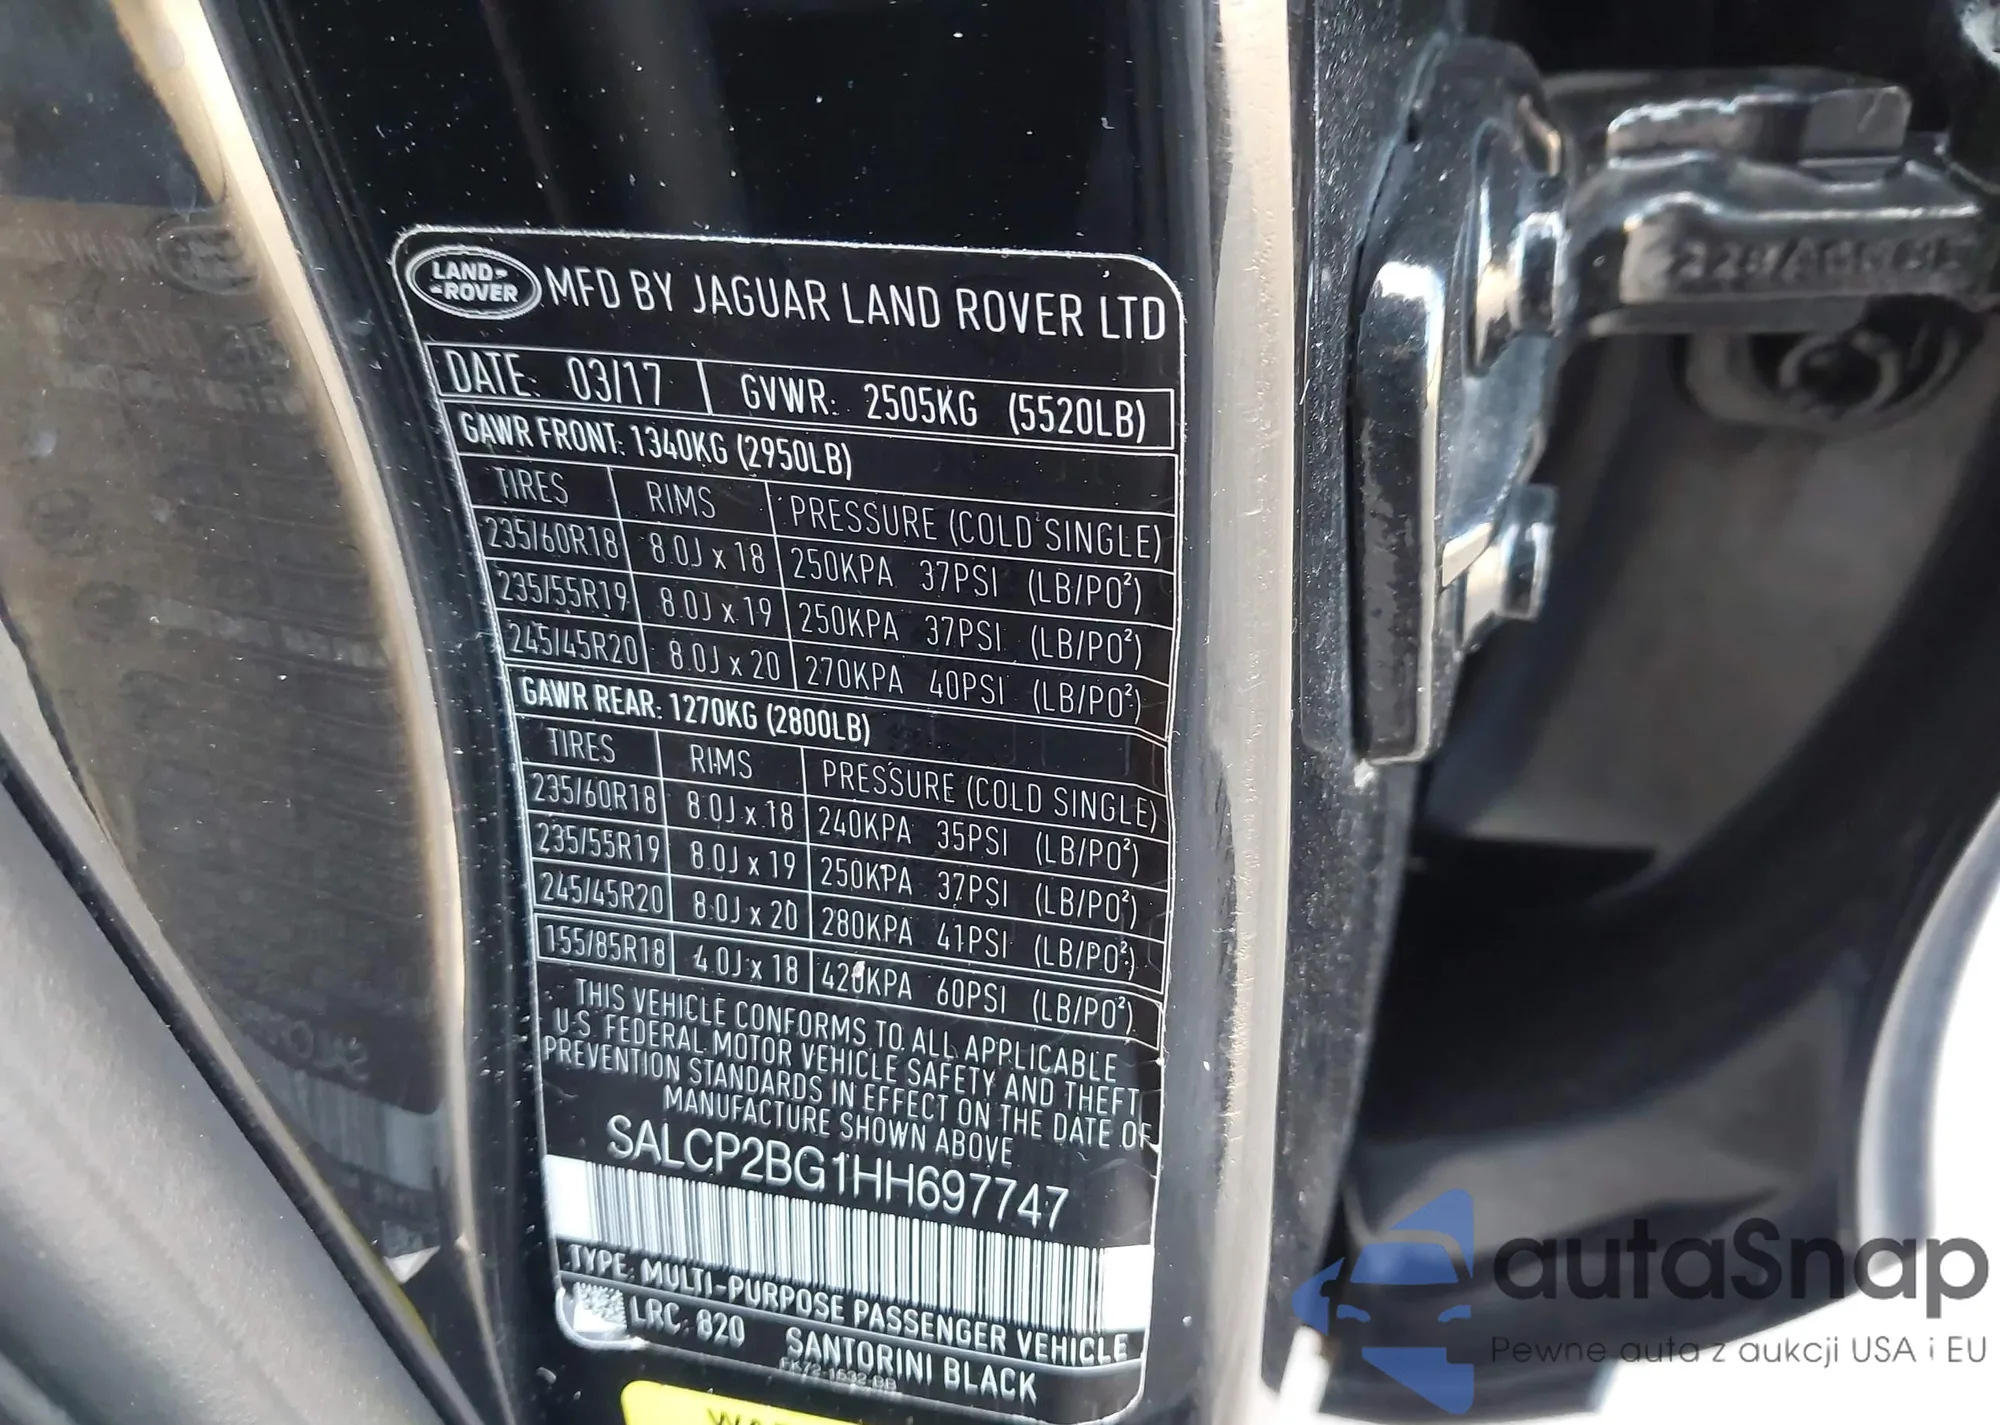 LAND-
-ROVER
MFD BY JAGUAR LAND ROVER LTD
DATE: 03/17 GVWR: 2505KG (5520LB)
GAWR FRONT: 1340KG (2950LB)
TIRES RIMS PRESSURE (COLD SINGLE)
235/60R18 8.0J x 18 250KPA 37PSI (LB/PO²)
235/55R19 8.0J x 19 250KPA 37PSI (LB/PO²)
245/45R20 8.0J x 20 270KPA 40PSI (LB/PO²)
GAWR REAR: 1270KG (2800LB)
TIRES RIMS PRESSURE (COLD SINGLE)
235/60R18 8.0J x 18 240KPA 35PSI (LB/PO²)
235/55R19 8.0J x 19 250KPA 37PSI (LB/PO²)
245/45R20 8.0J x 20 280KPA 41PSI (LB/PO²)
155/85R18 4.0J x 18 420KPA 60PSI (LB/PO²)
THIS VEHICLE CONFORMS TO ALL APPLICABLE
U.S. FEDERAL MOTOR VEHICLE SAFETY AND THEFT
PREVENTION STANDARDS IN EFFECT ON THE DATE OF
MANUFACTURE SHOWN ABOVE
SALCP2BG1HH697747
TYPE: MULTI-PURPOSE PASSENGER VEHICLE
LRC 820 SANTORINI BLACK
autaSnap
Pewne auta z aukcji USA i EU